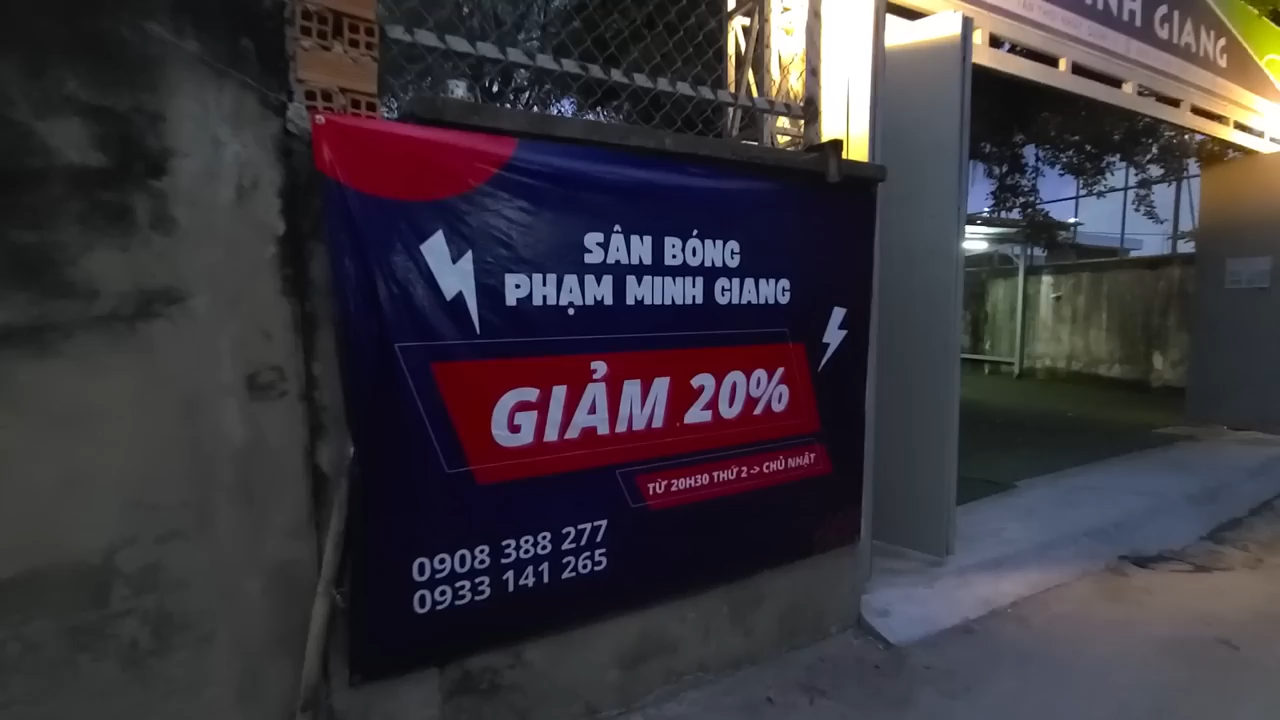 SÂN BÓNG
PHẠM MINH GIANG
GIẢM 20%
TỪ 20H30 THỨ 2 -> CHỦ NHẬT
0908 388 277
0933 141 265
MINH GIANG